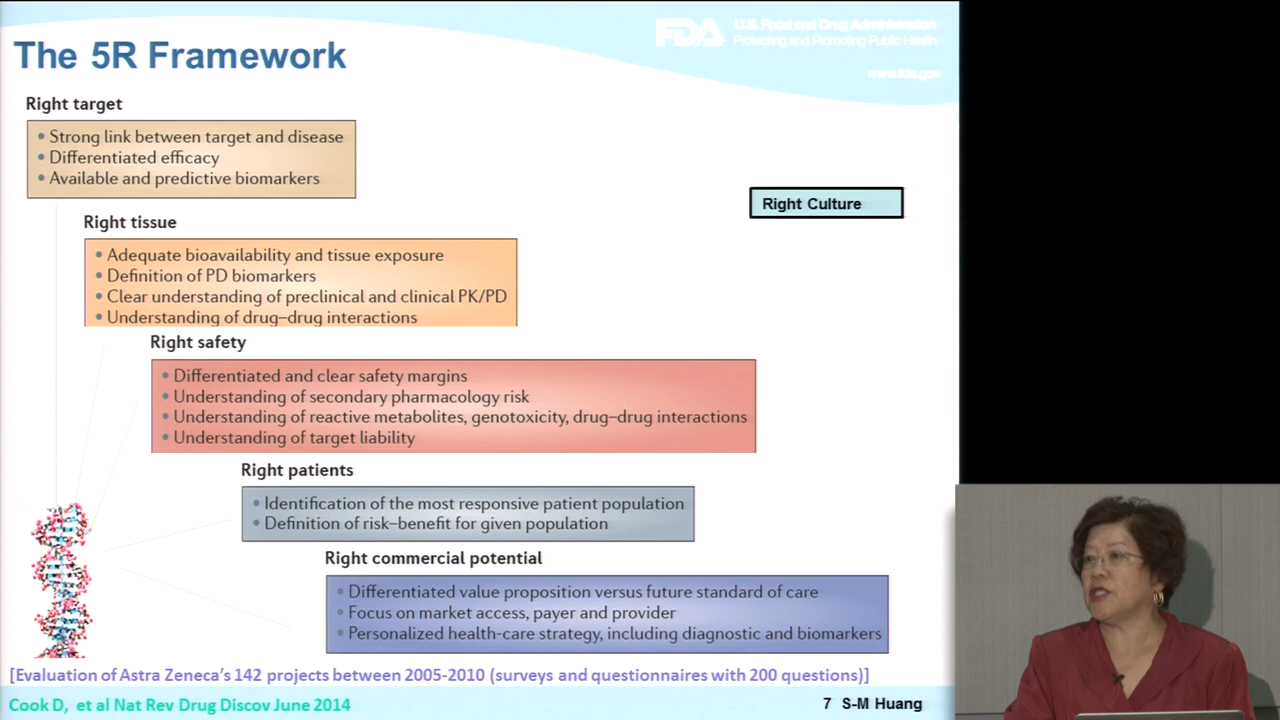 The 5R Framework
FDA
U.S. Food and Drug Administration
Protecting and Promoting Public Health
www.fda.gov
Right target
• Strong link between target and disease
• Differentiated efficacy
• Available and predictive biomarkers
Right Culture
Right tissue
• Adequate bioavailability and tissue exposure
• Definition of PD biomarkers
• Clear understanding of preclinical and clinical PK/PD
• Understanding of drug–drug interactions
Right safety
• Differentiated and clear safety margins
• Understanding of secondary pharmacology risk
• Understanding of reactive metabolites, genotoxicity, drug–drug interactions
• Understanding of target liability
Right patients
• Identification of the most responsive patient population
• Definition of risk–benefit for given population
Right commercial potential
• Differentiated value proposition versus future standard of care
• Focus on market access, payer and provider
• Personalized health-care strategy, including diagnostic and biomarkers
[Evaluation of Astra Zeneca's 142 projects between 2005-2010 (surveys and questionnaires with 200 questions)]
Cook D, et al Nat Rev Drug Discov June 2014
7 S-M Huang